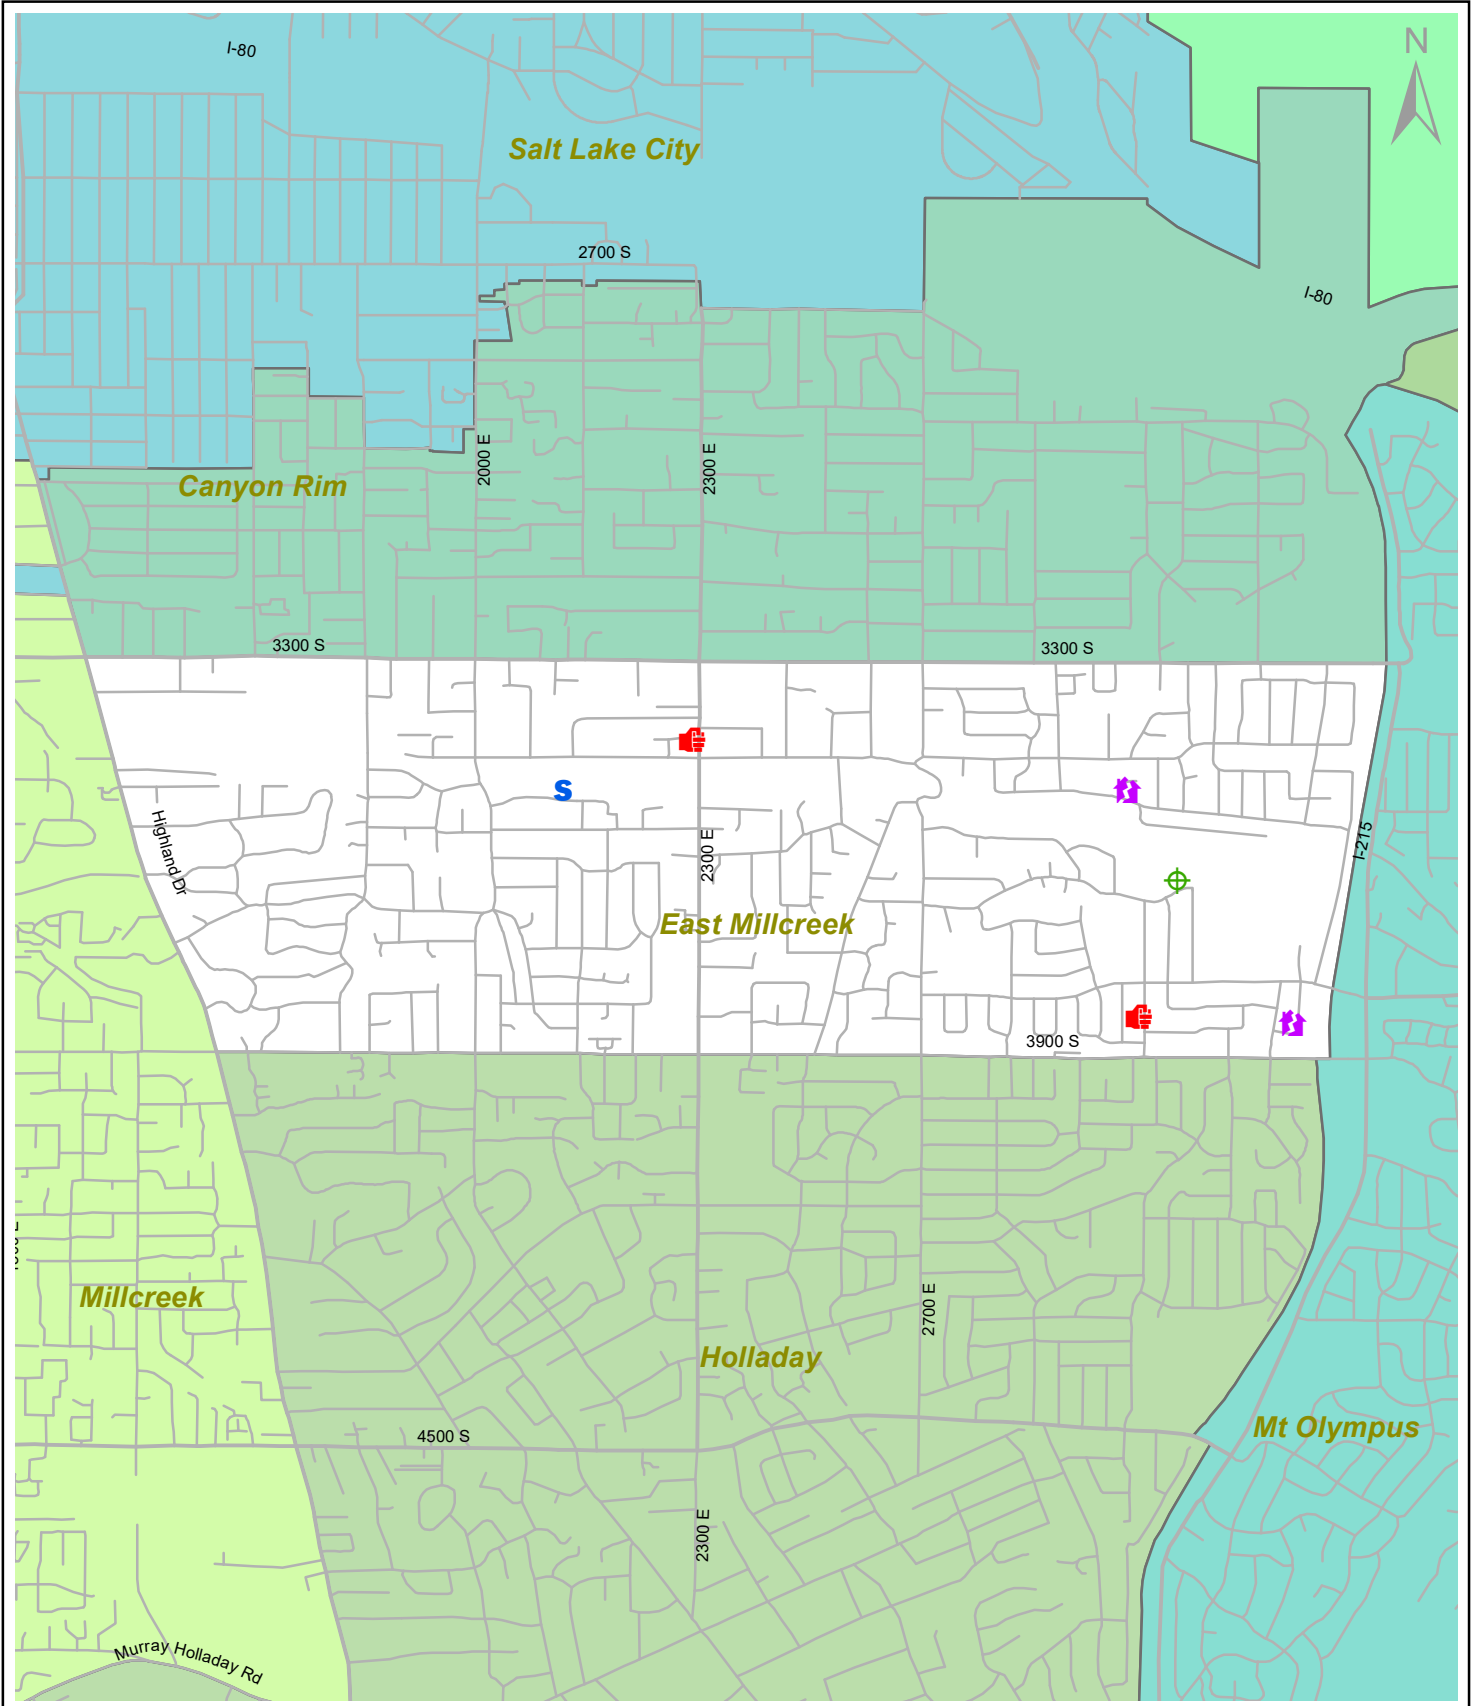 N
I-80
Salt Lake City
2700 S
I-80
2000 E
2300 E
Canyon Rim
3300 S
3300 S
S
Highland Dr
2300 E
I-215
East Millcreek
3900 S
Millcreek
2700 E
Holladay
Mt Olympus
4500 S
2300 E
Murray Holladay Rd